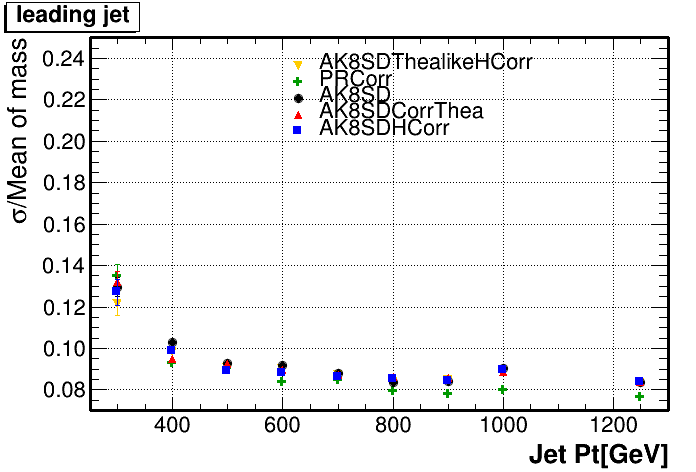 leading jet
σ/Mean of mass
0.24
0.22
0.20
0.18
0.16
0.14
0.12
0.10
0.08
AK8SDThealikeHCorr
PRCorr
AK8SD
AK8SDCorrThea
AK8SDHCorr
400 600 800 1000 1200
Jet Pt[GeV]